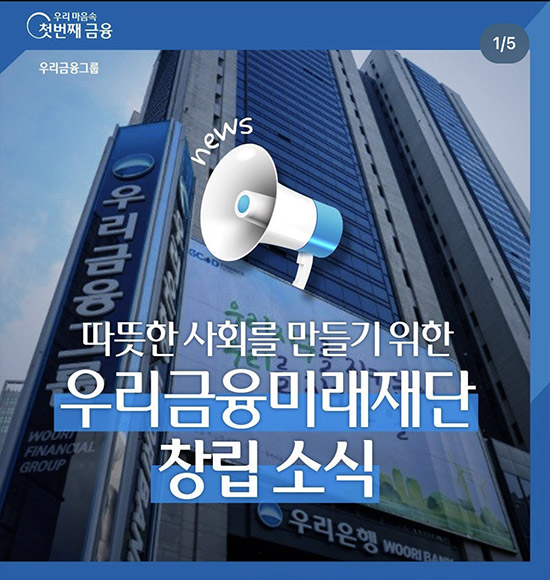 우리 마음속
첫번째 금융
1/5
우리금융그룹
news
우리금융그룹
WOORI
FINANCIAL
GROUP
따뜻한 사회를 만들기 위한
우리금융미래재단
창립 소식
우리은행 WOORI BANK